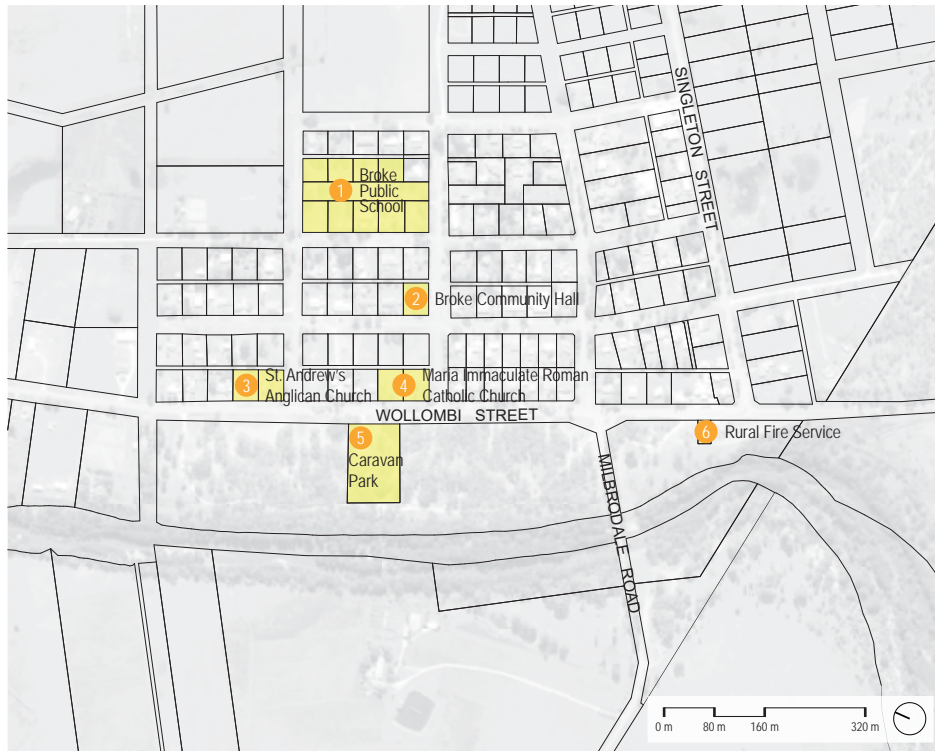 SINGLETON STREET
1
Broke
Public
School
2
Broke Community Hall
3
St. Andrew's
Anglican Church
4
Maria Immaculate Roman
Catholic Church
WOLLOMBI STREET
5
Caravan
Park
6
Rural Fire Service
MILBRODALE ROAD
0 m
80 m
160 m
320 m